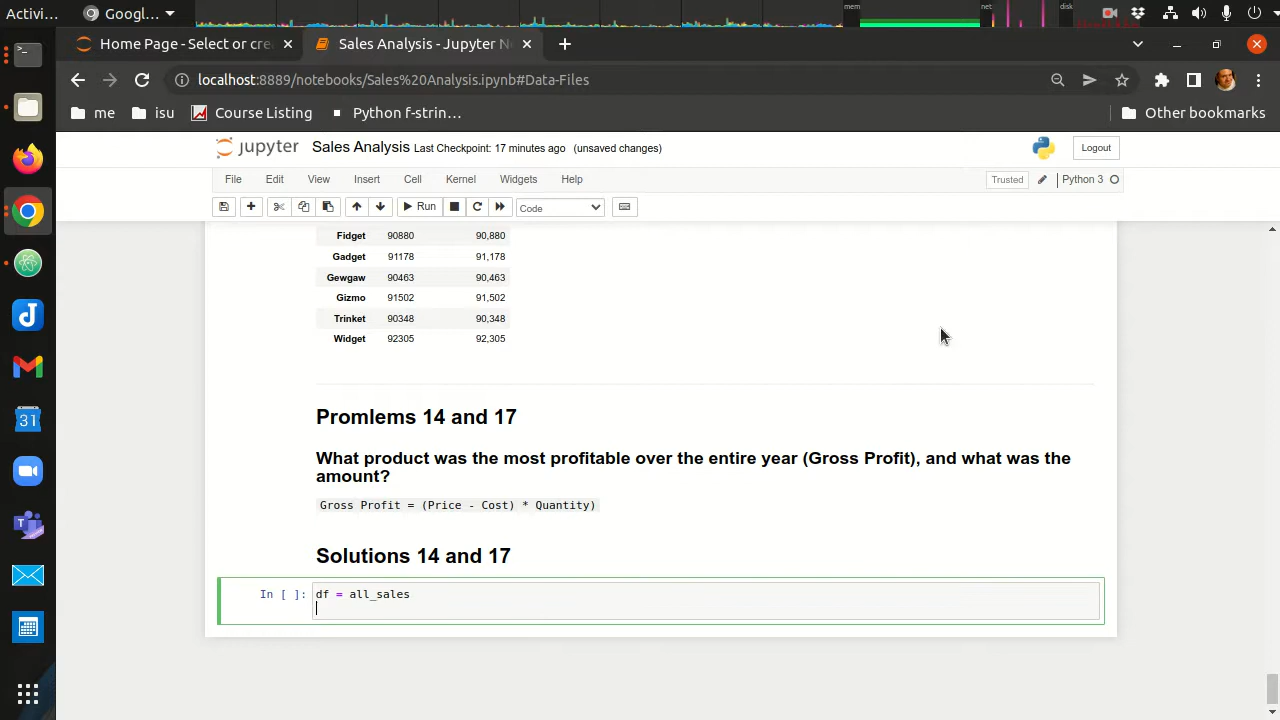 Activi...
Googl...
mem
net
disk
Home Page - Select or cre
Sales Analysis - Jupyter N
localhost:8889/notebooks/Sales%20Analysis.ipynb#Data-Files
me
isu
Course Listing
Python f-strin...
Other bookmarks
jupyter
Sales Analysis Last Checkpoint: 17 minutes ago (unsaved changes)
Logout
File Edit View Insert Cell Kernel Widgets Help
Trusted
Python 3
Run
Code
Fidget 90880 90,880
Gadget 91178 91,178
Gewgaw 90463 90,463
Gizmo 91502 91,502
Trinket 90348 90,348
Widget 92305 92,305
Promlems 14 and 17
What product was the most profitable over the entire year (Gross Profit), and what was the
amount?
Gross Profit = (Price - Cost) * Quantity)
Solutions 14 and 17
In [ ]: df = all_sales
31